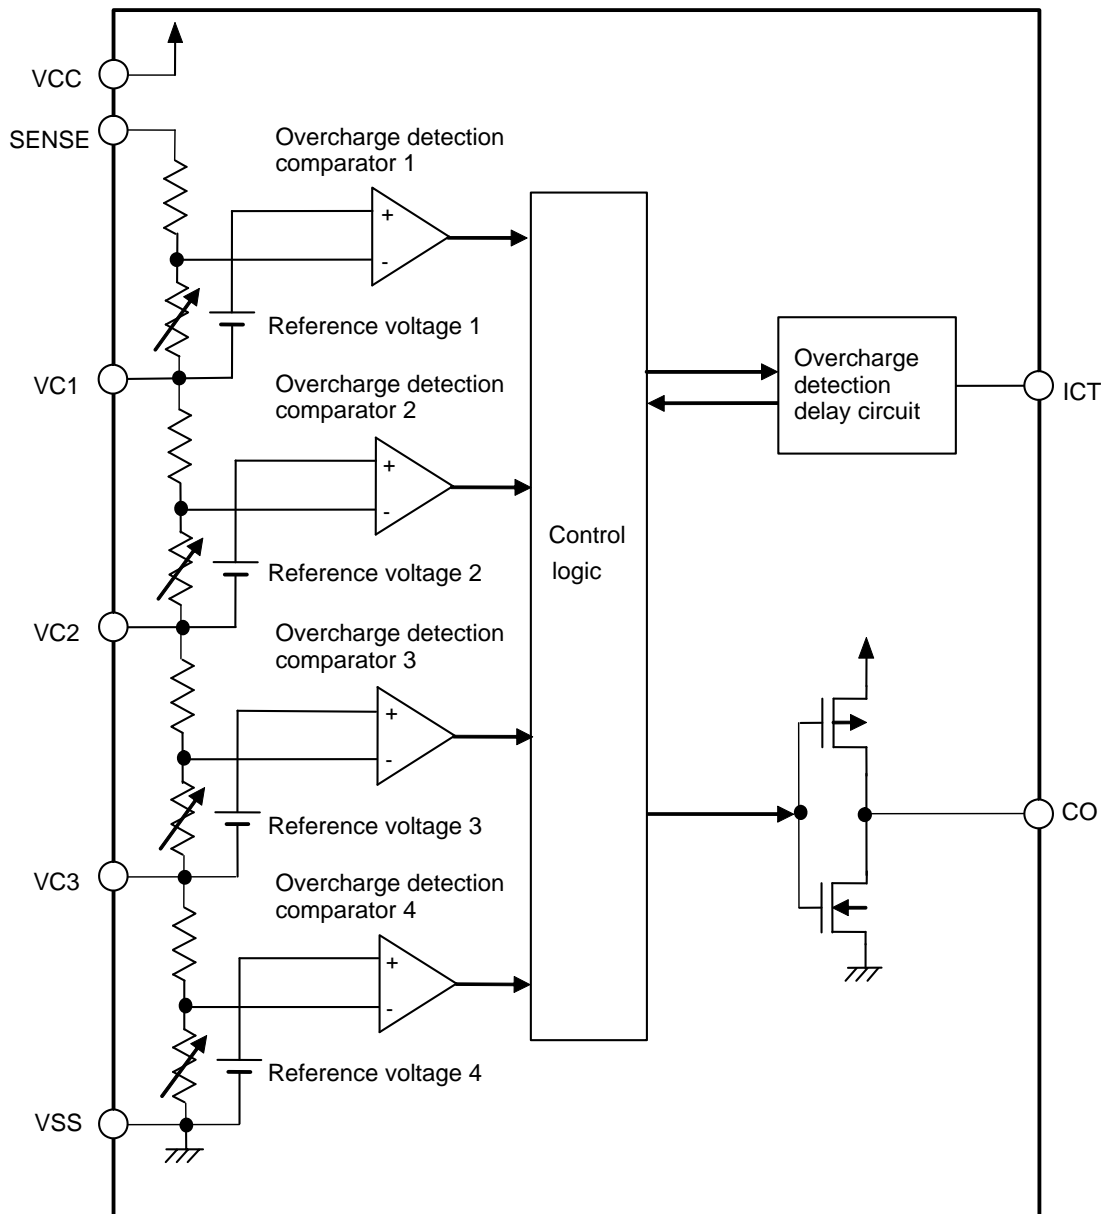 VCC
SENSE
Overcharge detection
comparator 1
+
-
Reference voltage 1
VC1
Overcharge detection
comparator 2
+
-
Reference voltage 2
VC2
Overcharge detection
comparator 3
+
-
Reference voltage 3
VC3
Overcharge detection
comparator 4
+
-
Reference voltage 4
VSS
Control
logic
Overcharge
detection
delay circuit
ICT
CO